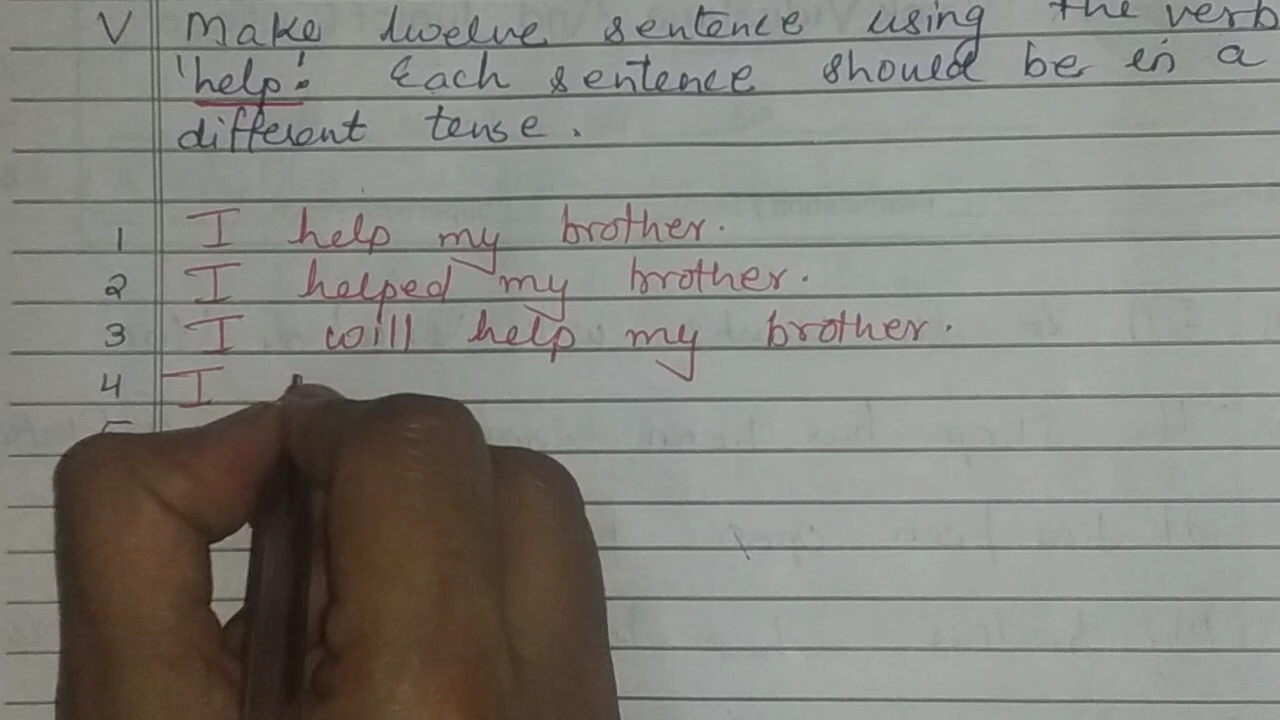 V Make twelve sentence using the verb
'help'. Each sentence should be in a
different tense.
1 I help my brother.
2 I helped my brother.
3 I will help my brother.
4 I